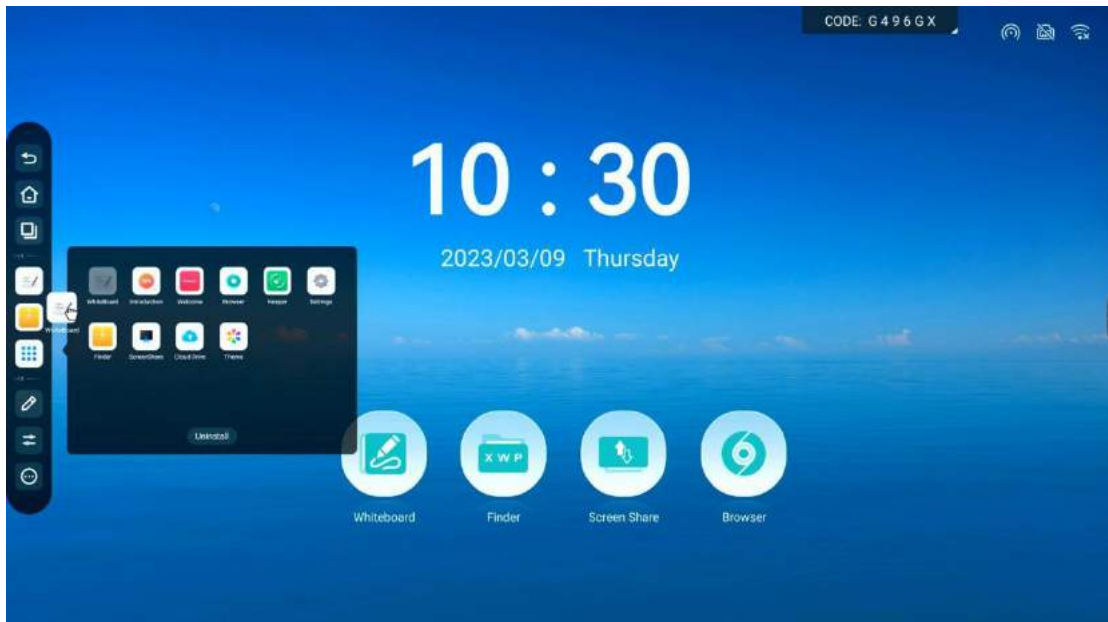 CODE: G496GX
10 : 30
2023/03/09 Thursday
WhiteBoard Introduction Welcome Browser Keeper Settings
WhiteBoard
Finder ScreenShare Cloud Drive Theme
Uninstall
X W P
Whiteboard Finder Screen Share Browser